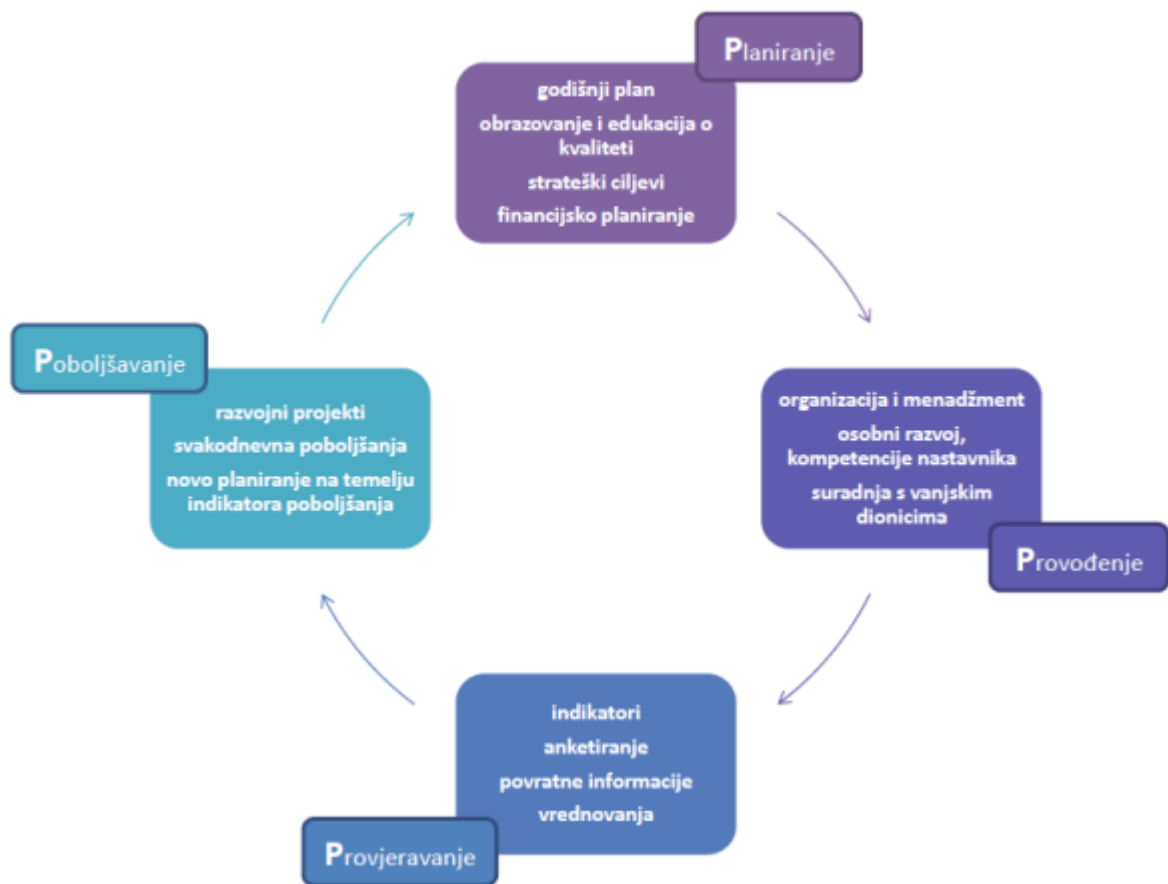 Planiranje
godišnji plan
obrazovanje i edukacija o
kvaliteti
strateški ciljevi
financijsko planiranje
organizacija i menadžment
osobni razvoj,
kompetencije nastavnika
suradnja s vanjskim
dionicima
Provođenje
indikatori
anketiranje
povratne informacije
vrednovanja
Provjeravanje
Poboljšavanje
razvojni projekti
svakodnevna poboljšanja
novo planiranje na temelju
indikatora poboljšanja